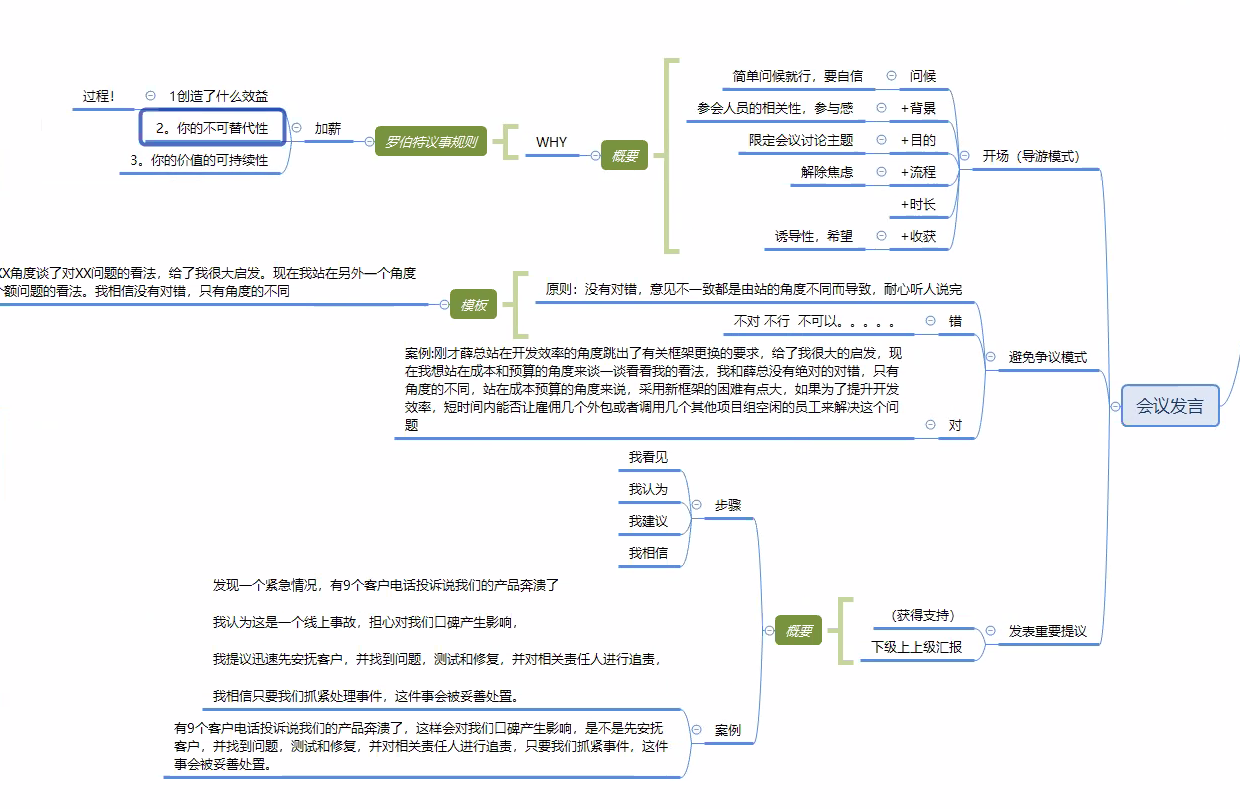 会议发言
开场（导游模式）
问候
简单问候就行，要自信
+背景
参会人员的相关性，参与感
+目的
限定会议讨论主题
+流程
解除焦虑
+时长
+收获
诱导性，希望
概要
WHY
罗伯特议事规则
加薪
1创造了什么效益
过程！
2。你的不可替代性
3。你的价值的可持续性
避免争议模式
原则：没有对错，意见不一致都是由站的角度不同而导致，耐心听人说完
错
不对 不行 不可以。。。。。
对
案例:刚才薛总站在开发效率的角度跳出了有关框架更换的要求，给了我很大的启发，现
在我想站在成本和预算的角度来谈一谈看看我的看法，我和薛总没有绝对的对错，只有
角度的不同，站在成本预算的角度来说，采用新框架的困难有点大，如果为了提升开发
效率，短时间内能否让雇佣几个外包或者调用几个其他项目组空闲的员工来解决这个问
题
模板
XX角度谈了对XX问题的看法，给了我很大启发。现在我站在另外一个角度
额问题的看法。我相信没有对错，只有角度的不同
发表重要提议
（获得支持）
下级上上级汇报
概要
步骤
我看见
我认为
我建议
我相信
案例
发现一个紧急情况，有9个客户电话投诉说我们的产品奔溃了
我认为这是一个线上事故，担心对我们口碑产生影响，
我提议迅速先安抚客户，并找到问题，测试和修复，并对相关责任人进行追责，
我相信只要我们抓紧处理事件，这件事会被妥善处置。
有9个客户电话投诉说我们的产品奔溃了，这样会对我们口碑产生影响，是不是先安抚
客户，并找到问题，测试和修复，并对相关责任人进行追责，只要我们抓紧事件，这件
事会被妥善处置。